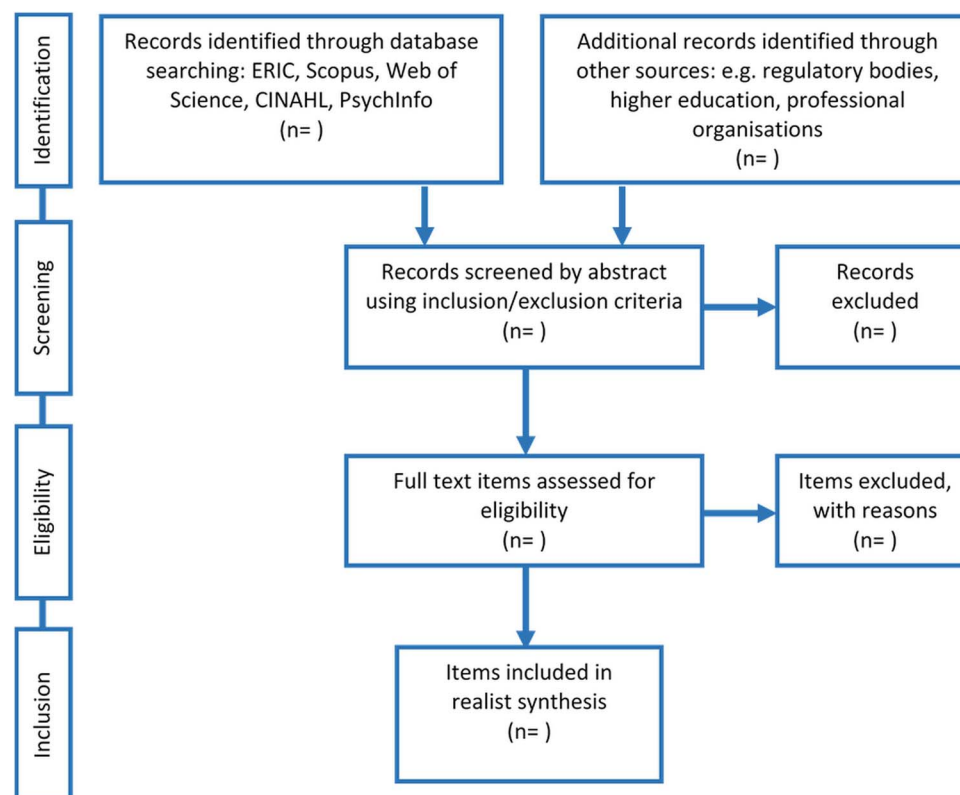 Identification
Records identified through database
searching: ERIC, Scopus, Web of
Science, CINAHL, PsychInfo
(n= )
Additional records identified through
other sources: e.g. regulatory bodies,
higher education, professional
organisations
(n= )
Screening
Records screened by abstract
using inclusion/exclusion criteria
(n= )
Records
excluded
(n= )
Eligibility
Full text items assessed for
eligibility
(n= )
Items excluded,
with reasons
(n= )
Inclusion
Items included in
realist synthesis
(n= )